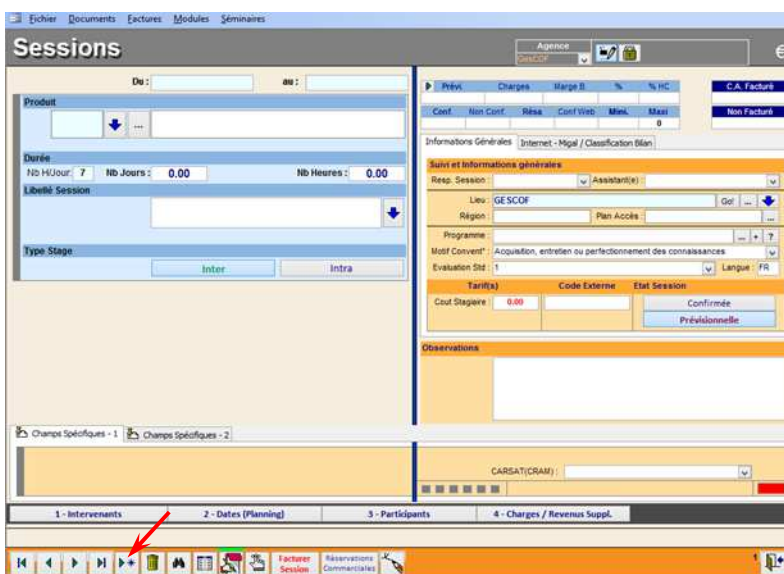 Fichier Documents Factures Modules Séminaires
Sessions
Agence
GesCOF
€
Du : au :
Produit
...
Durée
Nb H/Jour: 7 Nb Jours : 0.00 Nb Heures : 0.00
Libellé Session
Type Stage
Inter Intra
Prévi. Charges Marge B. % % HC C.A. Facturé
Conf. Non Conf. Résa Conf Web Mini. Maxi Non Facturé
0
Informations Générales Internet - Migal / Classification Bilan
Suivi et Informations générales
Resp. Session : Assistant(e) :
Lieu : GESCOF Go! ...
Région : Plan Accès : ...
Programme : ... + ?
Motif Convent* : Acquisition, entretien ou perfectionnement des connaissances
Evaluation Std : 1 Langue : FR
Tarif(s) Code Externe Etat Session
Cout Stagiaire : 0.00 Confirmée
Prévisionnelle
Observations
Champs Spécifiques - 1 Champs Spécifiques - 2
CARSAT(CRAM) :
1 - Intervenants 2 - Dates (Planning) 3 - Participants 4 - Charges / Revenus Suppl.
Facturer Session Réservations Commerciales 1